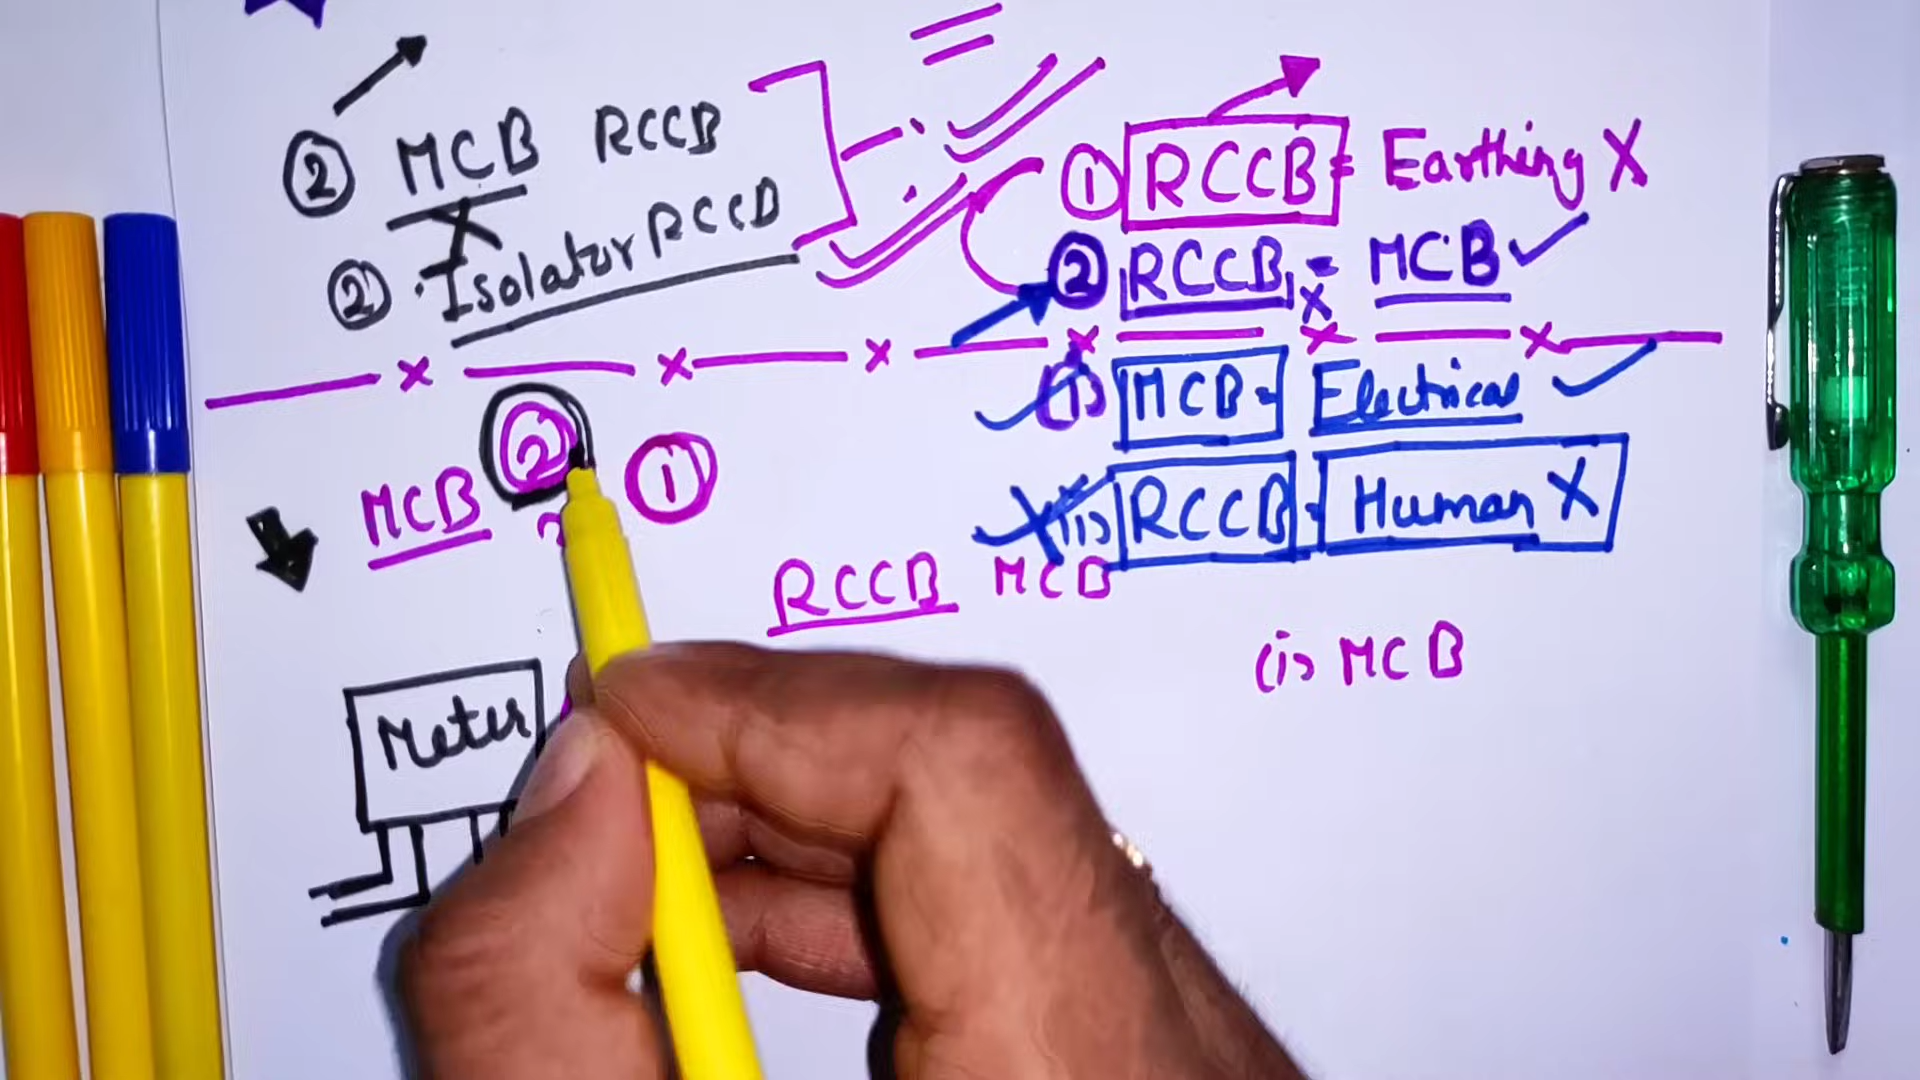 ② MCB RCCB
② Isolator RCCB
① RCCB = Earthing X
② RCCB = MCB ✓
x
x x x x x x
(i) MCB - Electrical ✓
(i) RCCB - Human X
MCB ② ①
RCCB MCB
(i) MCB
Meter